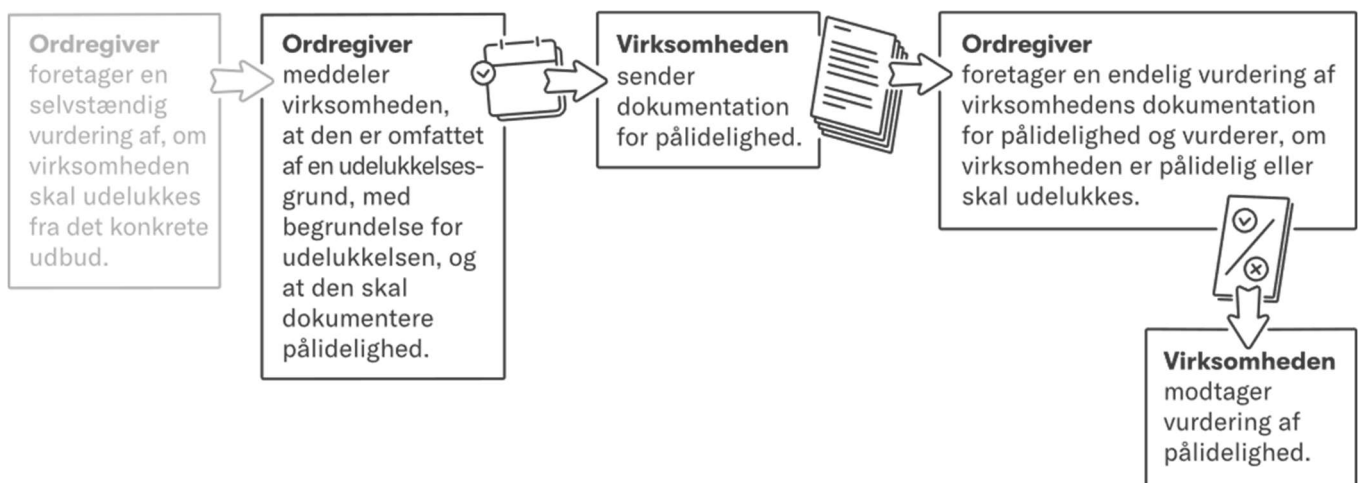 Ordregiver
foretager en
selvstændig
vurdering af, om
virksomheden
skal udelukkes
fra det konkrete
udbud.
Ordregiver
meddeler
virksomheden,
at den er omfattet
af en udelukkelses-
grund, med
begrundelse for
udelukkelsen, og
at den skal
dokumentere
pålidelighed.
Virksomheden
sender
dokumentation
for pålidelighed.
Ordregiver
foretager en endelig vurdering af
virksomhedens dokumentation
for pålidelighed og vurderer, om
virksomheden er pålidelig eller
skal udelukkes.
Virksomheden
modtager
vurdering af
pålidelighed.